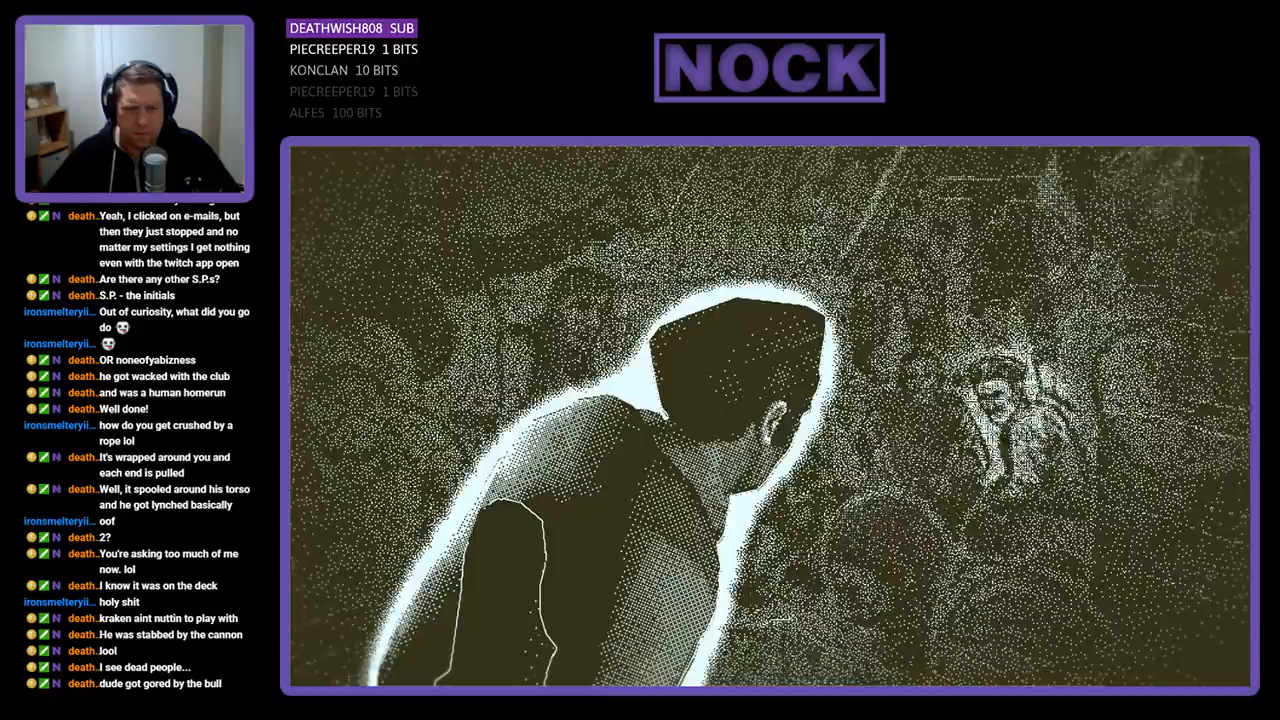 DEATHWISH808 SUB
PIECREEPER19 1 BITS
KONCLAN 10 BITS
PIECREEPER19 1 BITS
ALFE5 100 BITS
NOCK
death.. Yeah, I clicked on e-mails, but
then they just stopped and no
matter my settings I get nothing
even with the twitch app open
death.. Are there any other S.P.s?
death.. S.P. - the initials
ironsmelteryii... Out of curiosity, what did you go
do
ironsmelteryii...
death.. OR noneofyabizness
death.. he got wacked with the club
death.. and was a human homerun
death.. Well done!
ironsmelteryii... how do you get crushed by a
rope lol
death.. It's wrapped around you and
each end is pulled
death.. Well, it spooled around his torso
and he got lynched basically
ironsmelteryii... oof
death.. 2?
death.. You're asking too much of me
now. lol
death.. I know it was on the deck
ironsmelteryii... holy shit
death.. kraken aint nuttin to play with
death.. He was stabbed by the cannon
death.. lool
death.. I see dead people...
death.. dude got gored by the bull